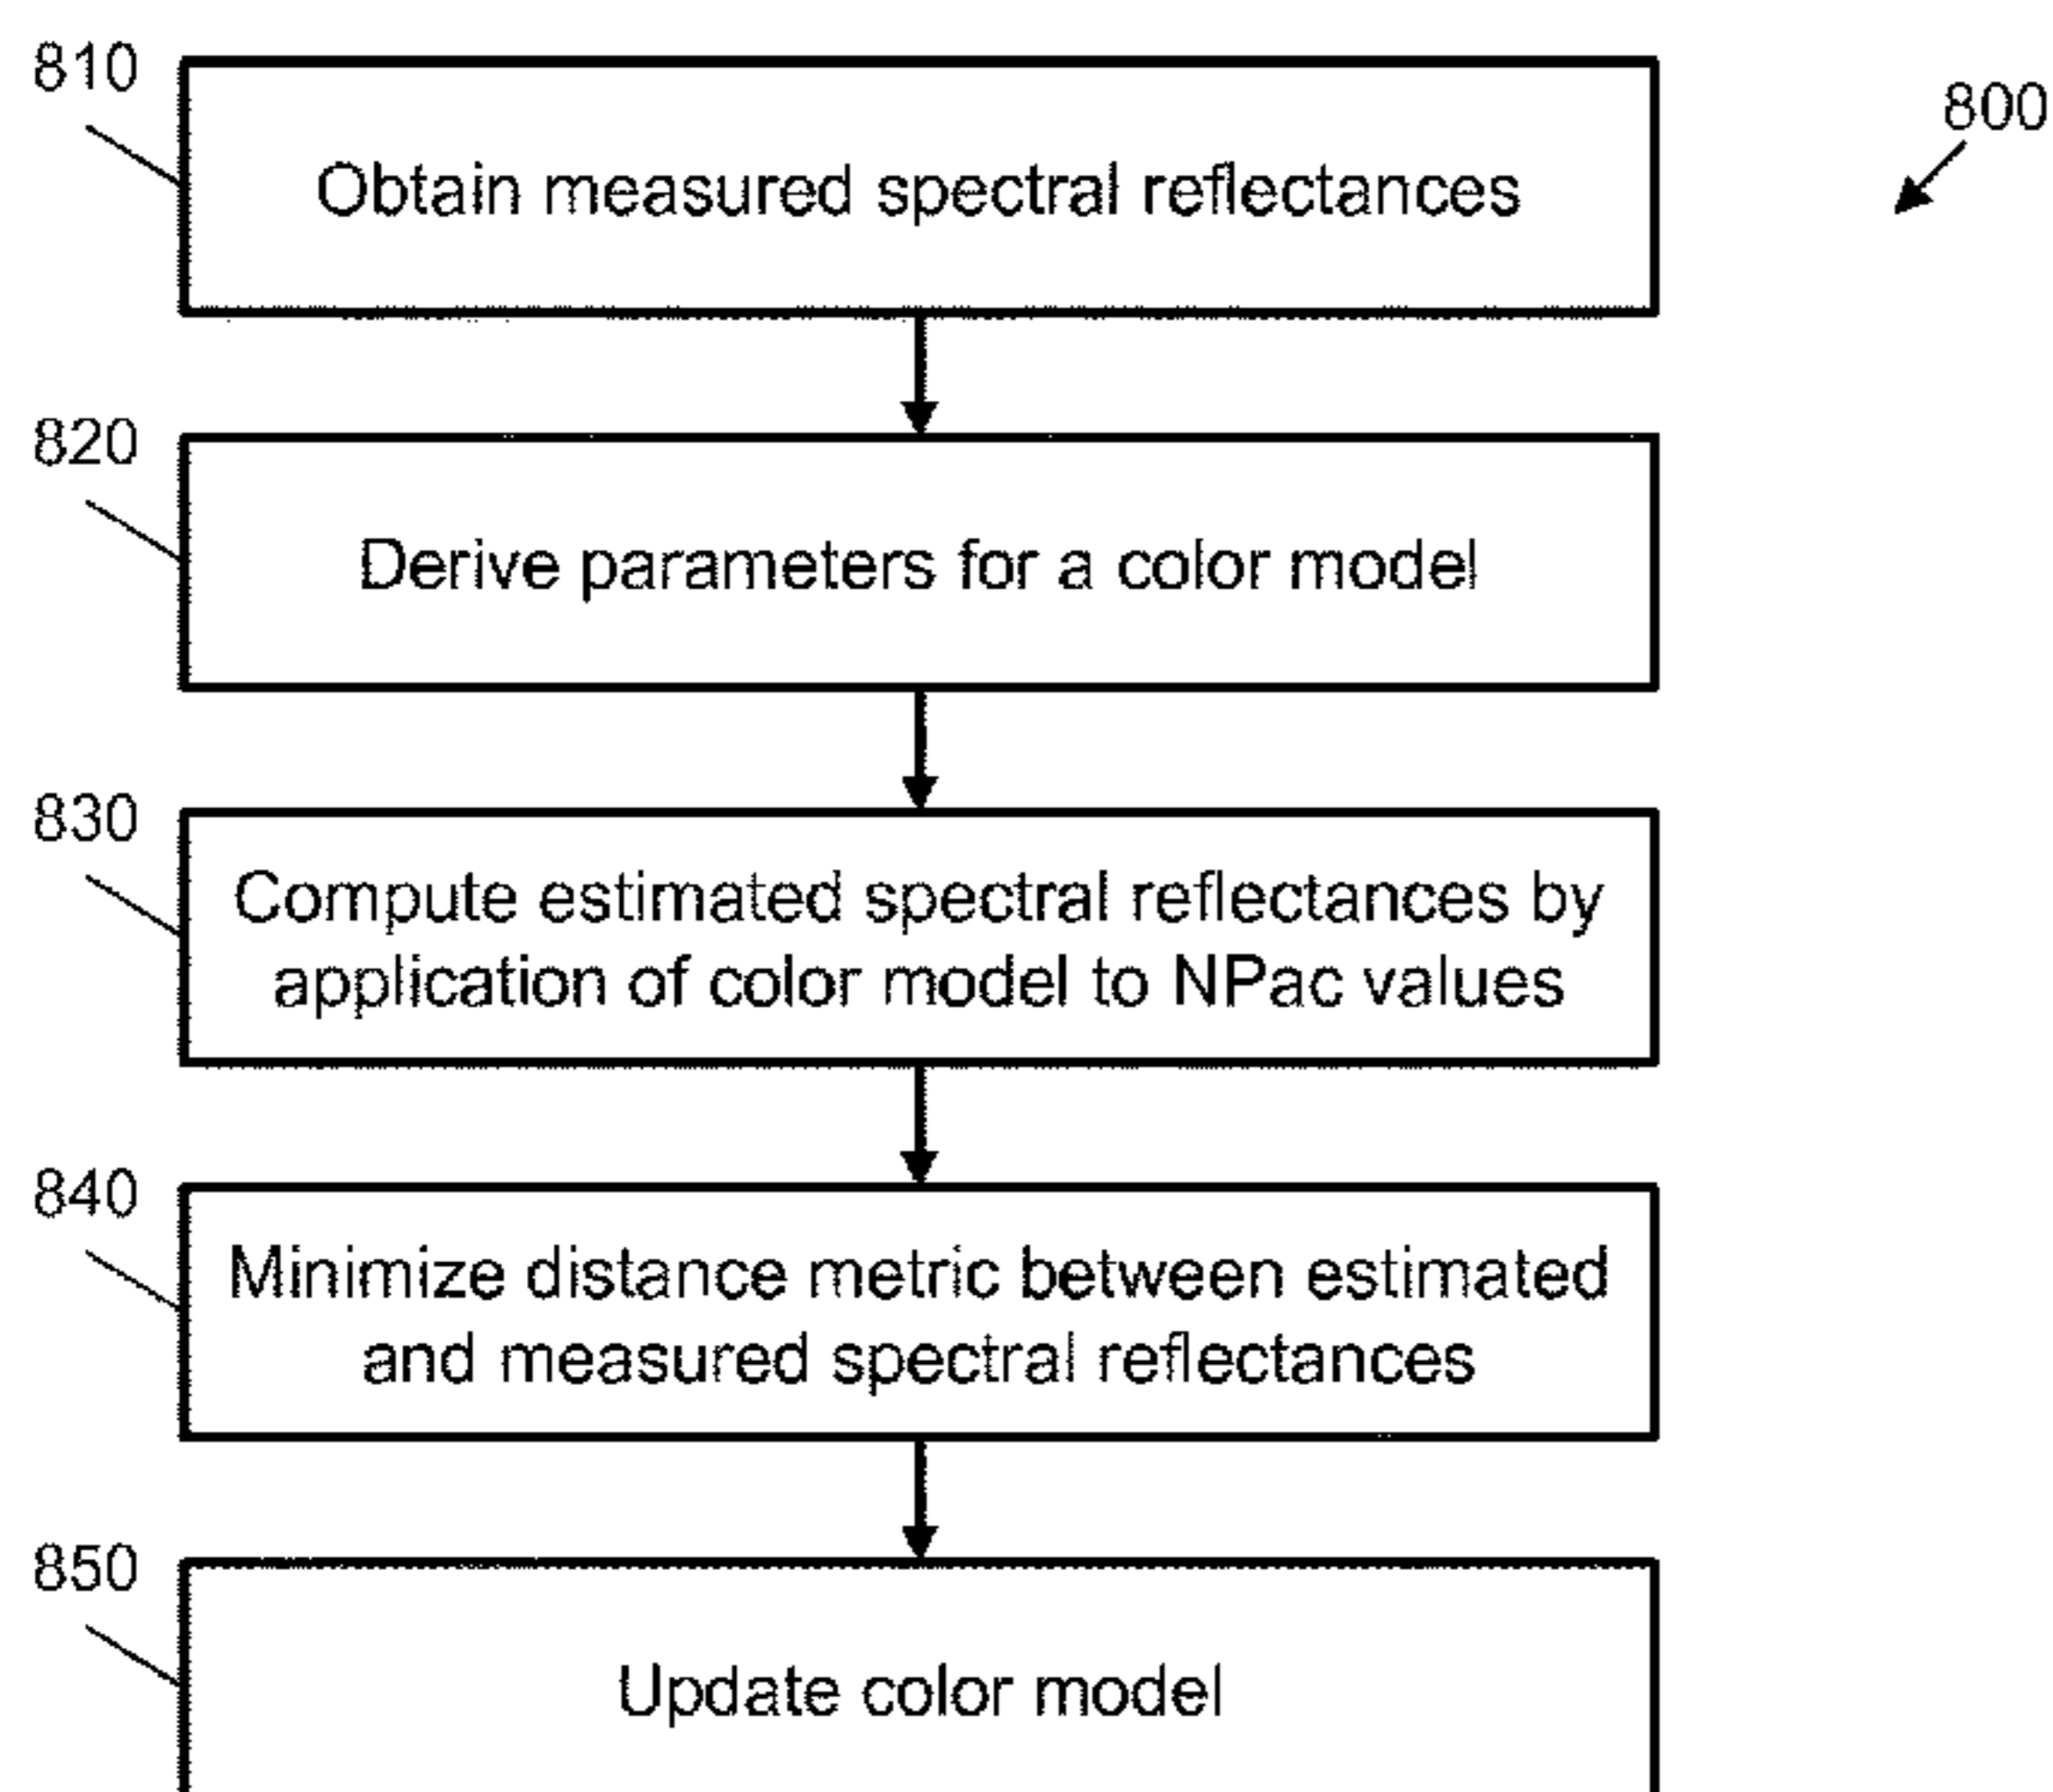 810
800
Obtain measured spectral reflectances
820
Derive parameters for a color model
830
Compute estimated spectral reflectances by
application of color model to NPac values
840
Minimize distance metric between estimated
and measured spectral reflectances
850
Update color model